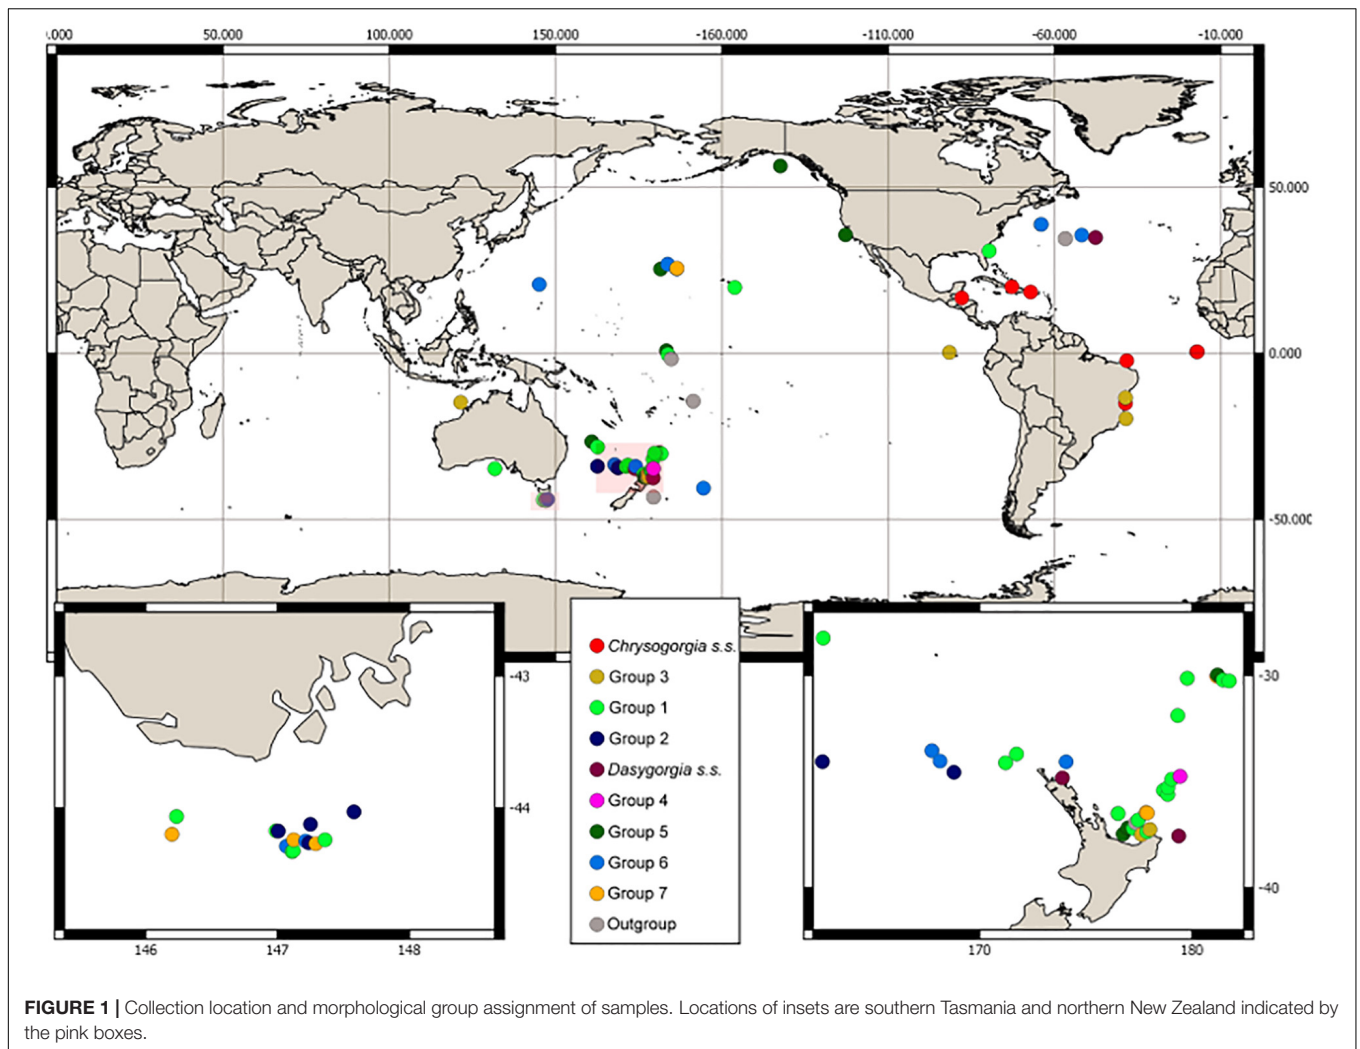 .000 50.000 100.000 150.000 -160.000 -110.000 -60.000 -10.000
50.000
0.000
-50.000
Chrysogorgia s.s.
Group 3
Group 1
Group 2
Dasygorgia s.s.
Group 4
Group 5
Group 6
Group 7
Outgroup
-43
-44
146 147 148
-30
-40
170 180
FIGURE 1 | Collection location and morphological group assignment of samples. Locations of insets are southern Tasmania and northern New Zealand indicated by
the pink boxes.